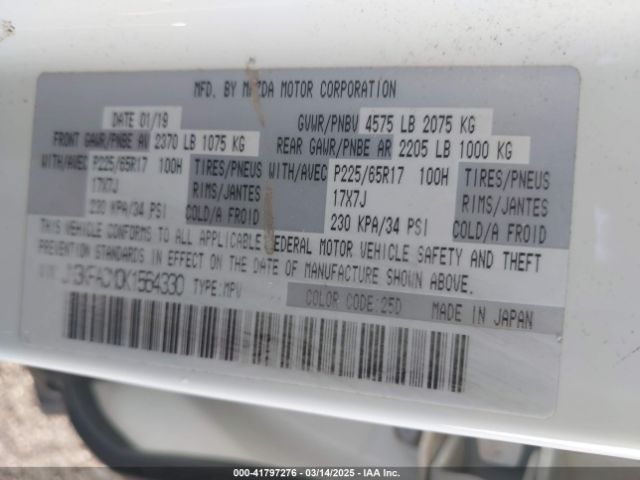 MFD. BY MAZDA MOTOR CORPORATION
DATE 01/19 GVWR/PNBV 4575 LB 2075 KG
FRONT GAWR/PNBE AV 2370 LB 1075 KG REAR GAWR/PNBE AR 2205 LB 1000 KG
WITH/AVEC P225/65R17 100H TIRES/PNEUS WITH/AVEC P225/65R17 100H TIRES/PNEUS
17X7J RIMS/JANTES 17X7J RIMS/JANTES
230 KPA/34 PSI COLD/A FROID 230 KPA/34 PSI COLD/A FROID
THIS VEHICLE CONFORMS TO ALL APPLICABLE FEDERAL MOTOR VEHICLE SAFETY AND THEFT
PREVENTION STANDARDS IN EFFECT ON THE DATE OF MANUFACTURE SHOWN ABOVE.
TYPE:MPV COLOR CODE:25D MADE IN JAPAN
000-41797276 - 03/14/2025 - IAA Inc.